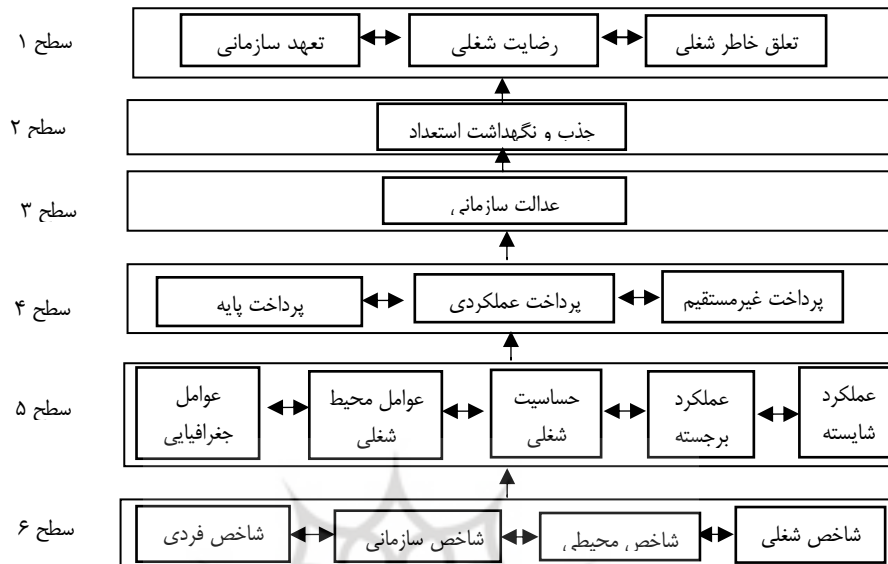 سطح ۱
تعلق خاطر شغلی
رضایت شغلی
تعهد سازمانی
سطح ۲
جذب و نگهداشت استعداد
سطح ۳
عدالت سازمانی
سطح ۴
پرداخت غیرمستقیم
پرداخت عملکردی
پرداخت پایه
سطح ۵
عملکرد
شایسته
عملکرد
برجسته
حساسیت
شغلی
عوامل محیط
شغلی
عوامل
جغرافیایی
سطح ۶
شاخص شغلی
شاخص محیطی
شاخص سازمانی
شاخص فردی